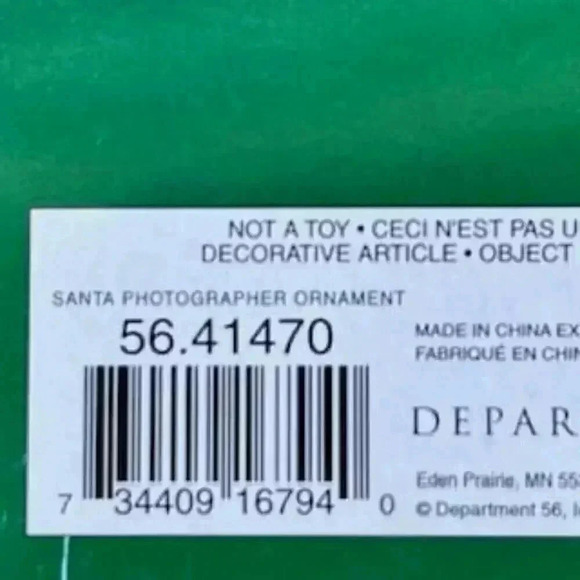 NOT A TOY • CECI N'EST PAS U
DECORATIVE ARTICLE • OBJECT
SANTA PHOTOGRAPHER ORNAMENT
56.41470
MADE IN CHINA EX
FABRIQUÉ EN CHIN
DEPAR
7 34409 16794 0
Eden Prairie, MN 55
© Department 56, I